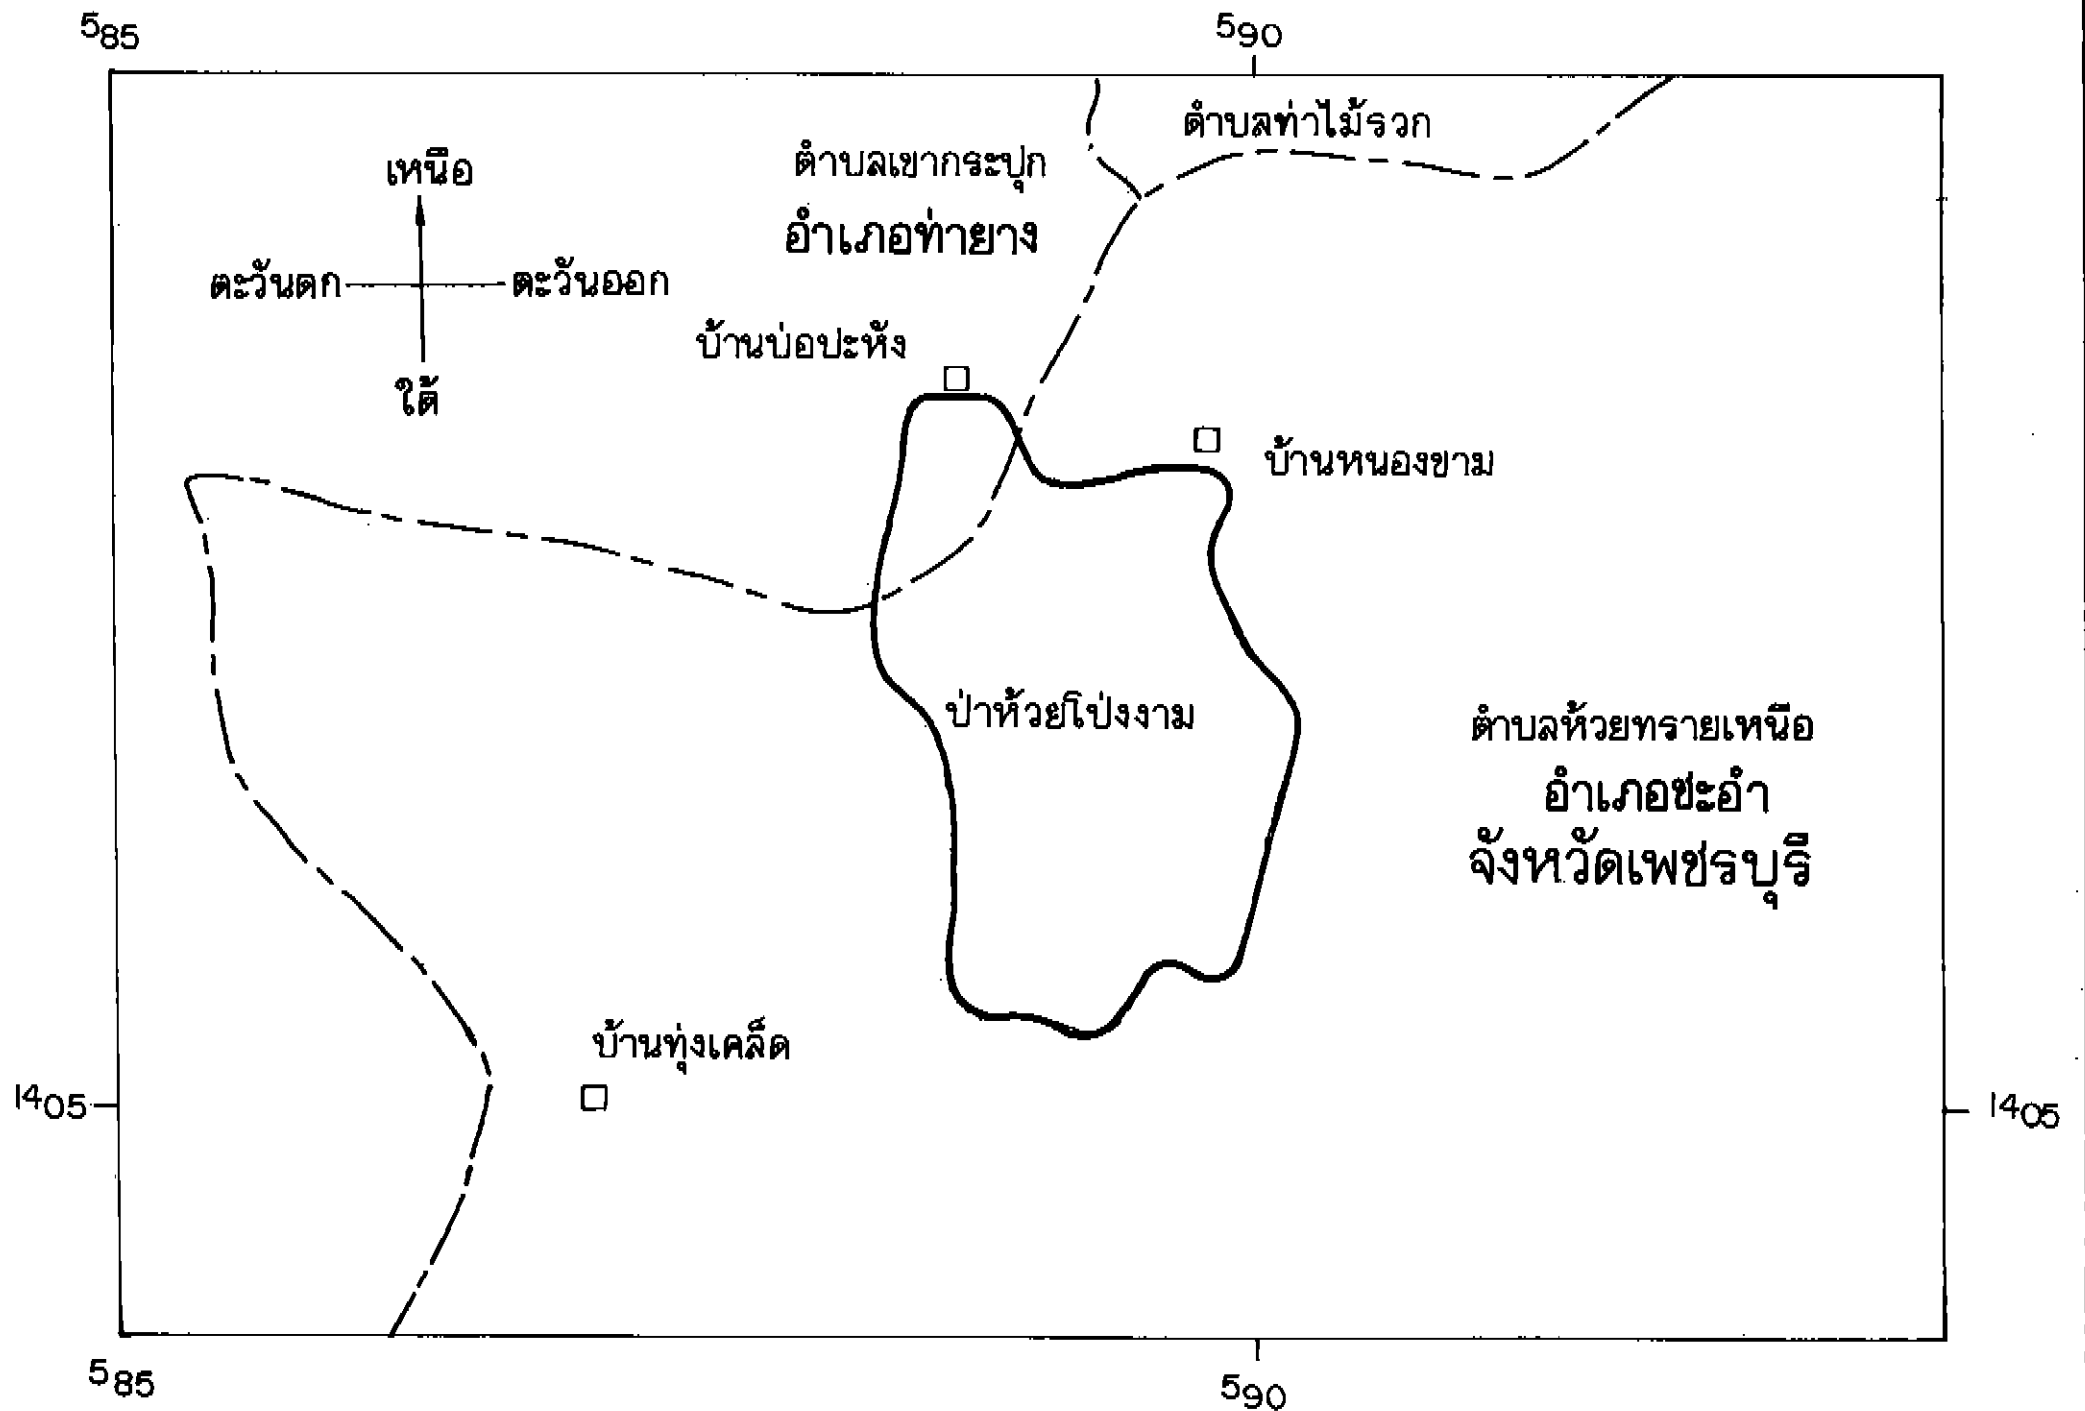 585
590
ตำบลท่าไม้รวก
ตำบลเขากระปุก
อำเภอท่ายาง
เหนือ
ตะวันตก
ตะวันออก
ใต้
บ้านบ่อปะหัง
บ้านหนองขาม
ป่าห้วยโป่งงาม
ตำบลห้วยทรายเหนือ
อำเภอชะอำ
จังหวัดเพชรบุรี
บ้านทุ่งเคล็ด
1405
1405
585
590